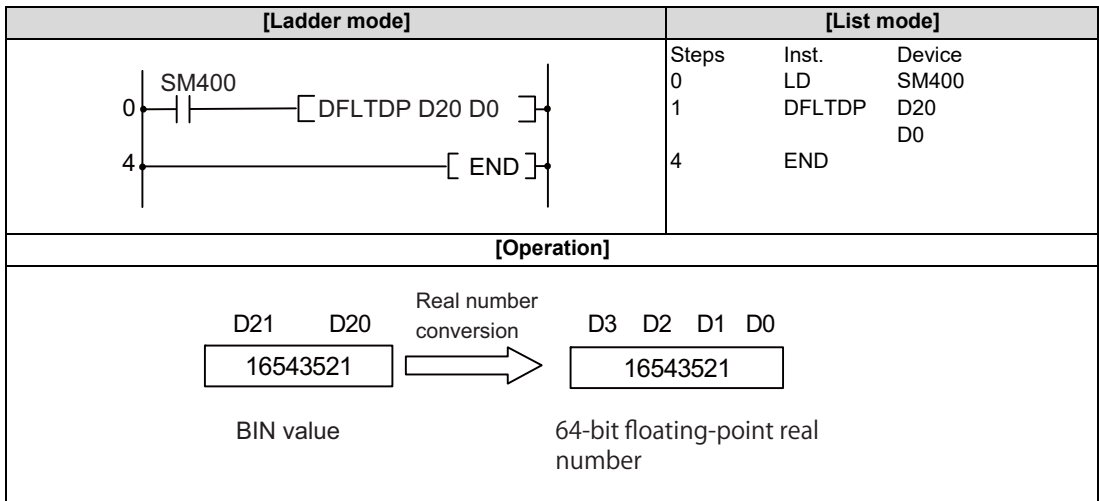 [Ladder mode]
[List mode]
SM400
0
DFLTDP D20 D0
4
END
Steps Inst. Device
0 LD SM400
1 DFLTDP D20
D0
4 END
[Operation]
Real number
conversion
D21 D20
D3 D2 D1 D0
16543521
16543521
BIN value
64-bit floating-point real
number